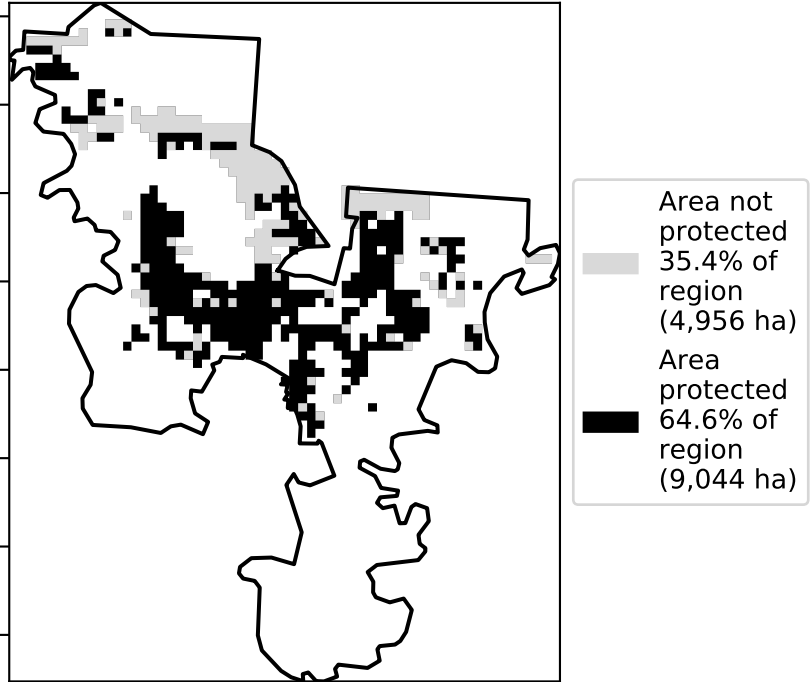 Area not
protected
35.4% of
region
(4,956 ha)
Area
protected
64.6% of
region
(9,044 ha)